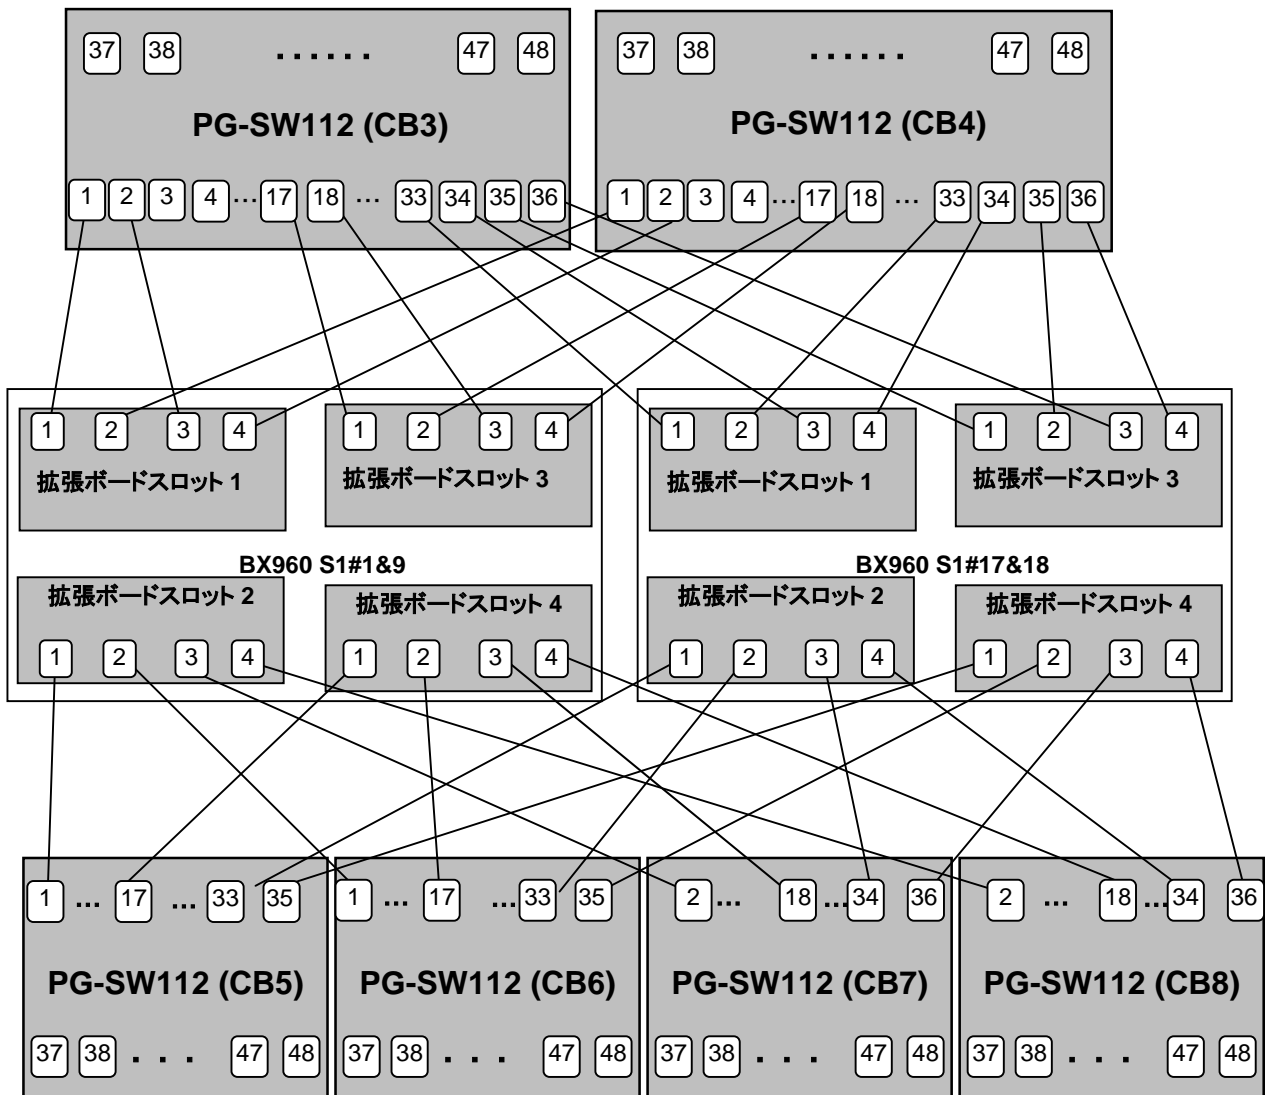 37 38 ······ 47 48
37 38 ······ 47 48
PG-SW112 (CB3)
PG-SW112 (CB4)
1 2 3 4 ... 17 18 ... 33 34 35 36
1 2 3 4 ... 17 18 ... 33 34 35 36
1 2 3 4
1 2 3 4
1 2 3 4
1 2 3 4
拡張ボードスロット 1
拡張ボードスロット 3
拡張ボードスロット 1
拡張ボードスロット 3
BX960 S1#1&9
BX960 S1#17&18
拡張ボードスロット 2
拡張ボードスロット 4
拡張ボードスロット 2
拡張ボードスロット 4
1 2 3 4
1 2 3 4
1 2 3 4
1 2 3 4
1 ... 17 ... 33 35
1 ... 17 ... 33 35
2 ... 18 ... 34 36
2 ... 18 ... 34 36
PG-SW112 (CB5)
PG-SW112 (CB6)
PG-SW112 (CB7)
PG-SW112 (CB8)
37 38 · · · 47 48
37 38 · · · 47 48
37 38 · · · 47 48
37 38 · · · 47 48